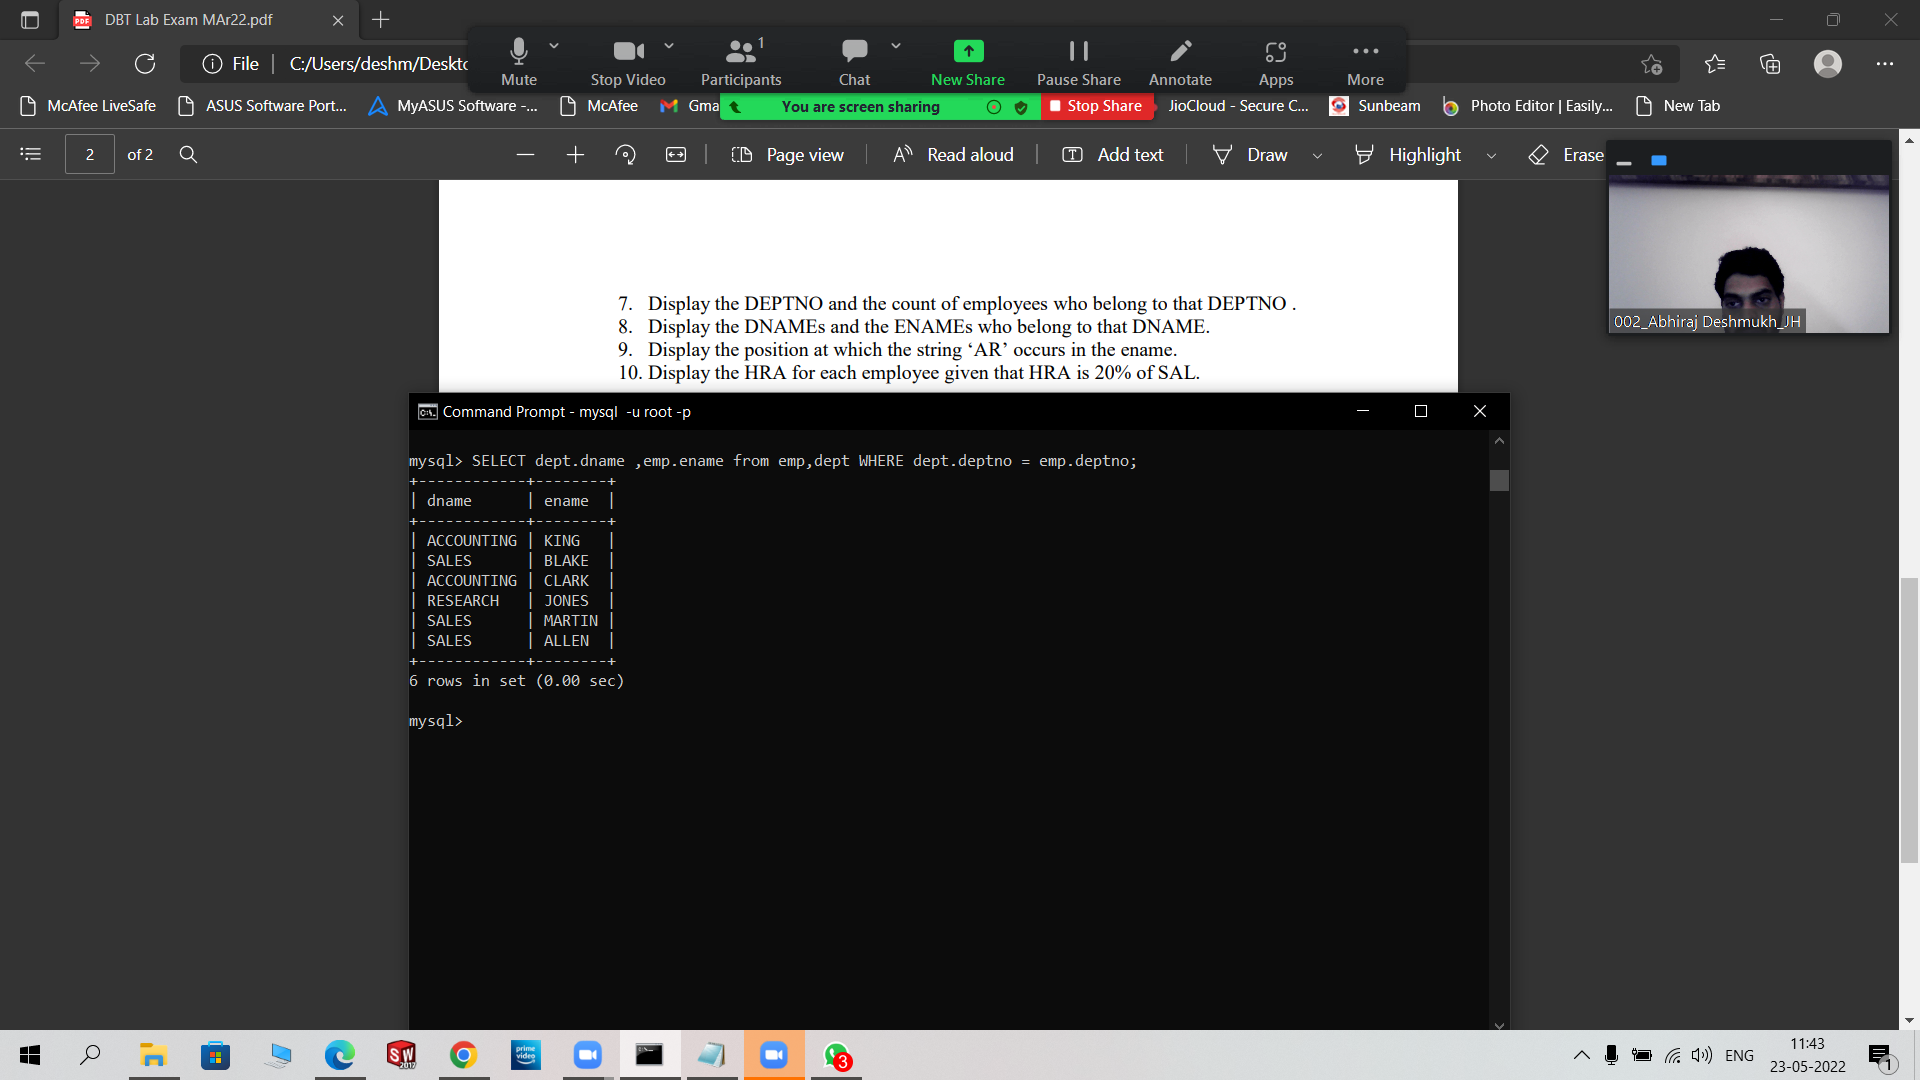 DBT Lab Exam MAr22.pdf
File
C:/Users/deshm/Deskto
Mute
Stop Video
1
Participants
Chat
New Share
Pause Share
Annotate
Apps
More
McAfee LiveSafe
ASUS Software Port...
MyASUS Software -...
McAfee
Gma
You are screen sharing
Stop Share
JioCloud - Secure C...
Sunbeam
Photo Editor | Easily...
New Tab
2
of 2
Page view
Read aloud
Add text
Draw
Highlight
Erase
002_Abhiraj Deshmukh_JH
7. Display the DEPTNO and the count of employees who belong to that DEPTNO .
8. Display the DNAMEs and the ENAMEs who belong to that DNAME.
9. Display the position at which the string ‘AR’ occurs in the ename.
10. Display the HRA for each employee given that HRA is 20% of SAL.
Command Prompt - mysql  -u root -p
mysql> SELECT dept.dname ,emp.ename from emp,dept WHERE dept.deptno = emp.deptno;
+------------+--------+
| dname      | ename  |
+------------+--------+
| ACCOUNTING | KING   |
| SALES      | BLAKE  |
| ACCOUNTING | CLARK  |
| RESEARCH   | JONES  |
| SALES      | MARTIN |
| SALES      | ALLEN  |
+------------+--------+
6 rows in set (0.00 sec)
mysql>
SW
2017
prime video
3
ENG
11:43
23-05-2022
1